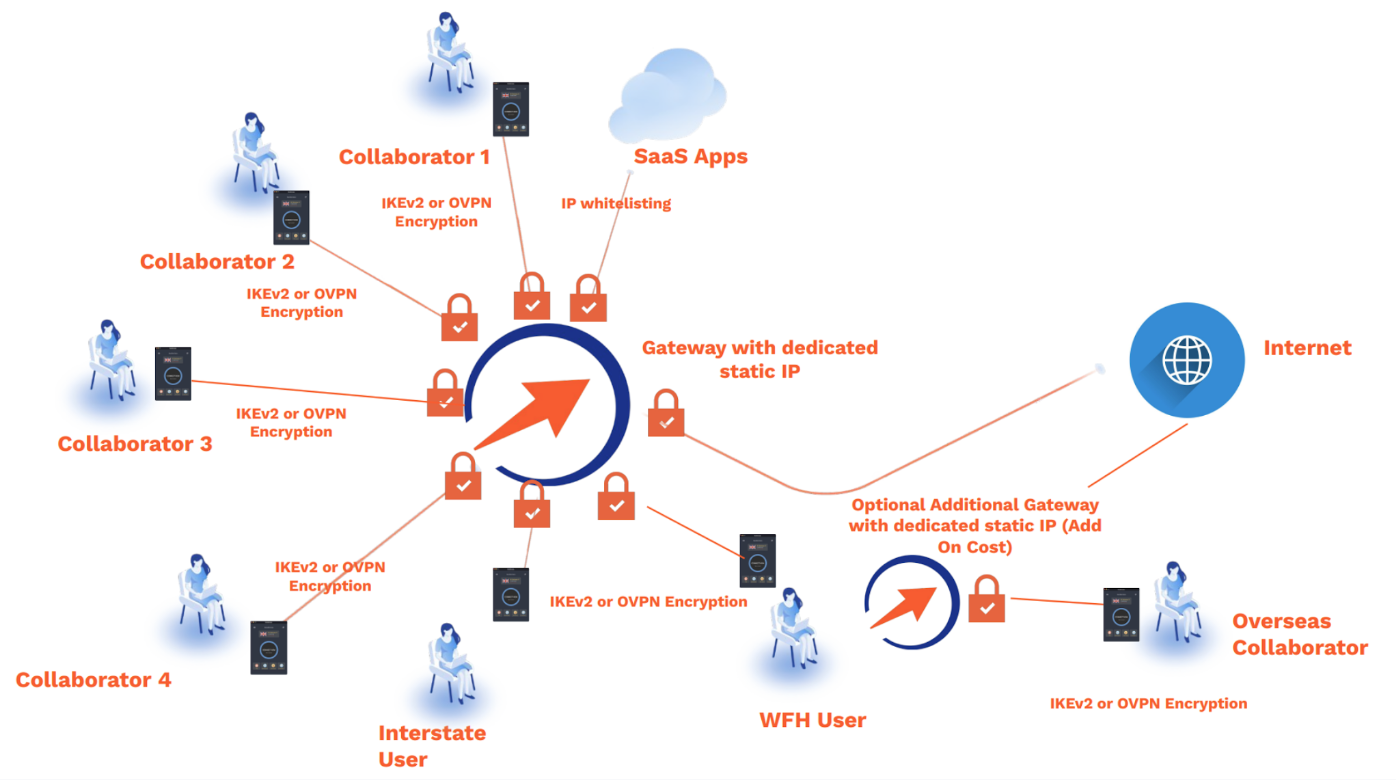 Collaborator 1
SaaS Apps
IKEv2 or OVPN
Encryption
IP whitelisting
Collaborator 2
IKEv2 or OVPN
Encryption
Gateway with dedicated
static IP
Internet
IKEv2 or OVPN
Encryption
Collaborator 3
Optional Additional Gateway
with dedicated static IP (Add
On Cost)
IKEv2 or OVPN
Encryption
IKEv2 or OVPN Encryption
Overseas
Collaborator
Collaborator 4
IKEv2 or OVPN Encryption
WFH User
Interstate
User